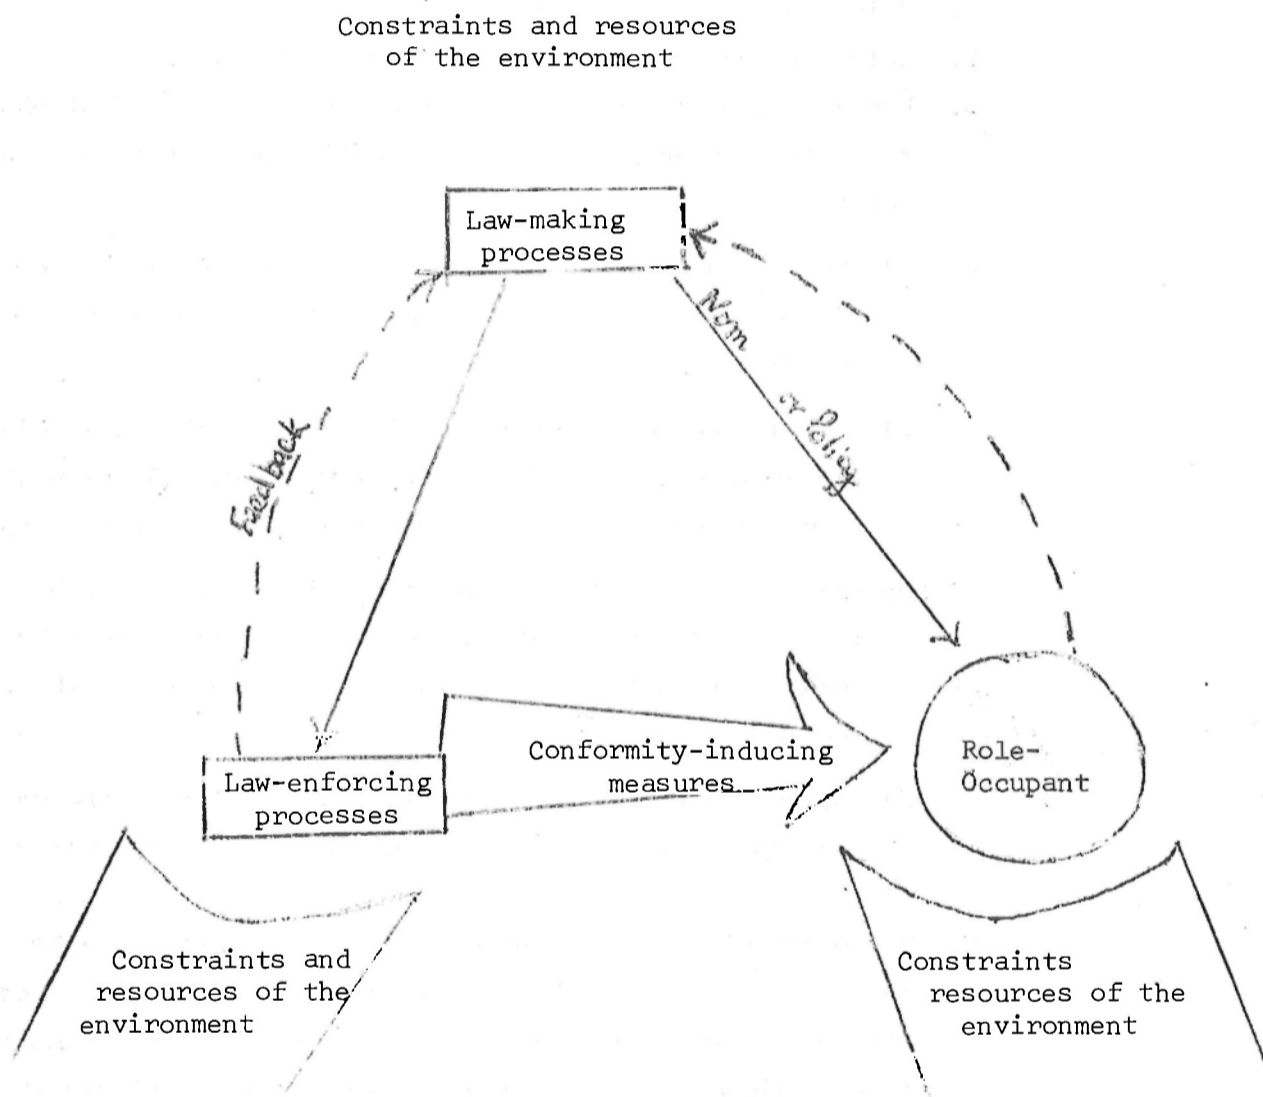 Constraints and resources
of the environment
Law-making
processes
Norm
or Policy
Feedback
Conformity-inducing
measures
Law-enforcing
processes
Role-
Occupant
Constraints and
resources of the
environment
Constraints
resources of the
environment